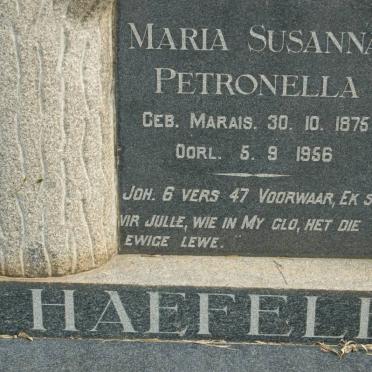 MARIA SUSANNA
PETRONELLA
GEB. MARAIS. 30. 10. 1875
OORL. 5. 9 1956
JOH. 6 VERS 47 VOORWAAR, EK S
VIR JULLE, WIE IN MY GLO, HET DIE
EWIGE LEWE.
HAEFELI